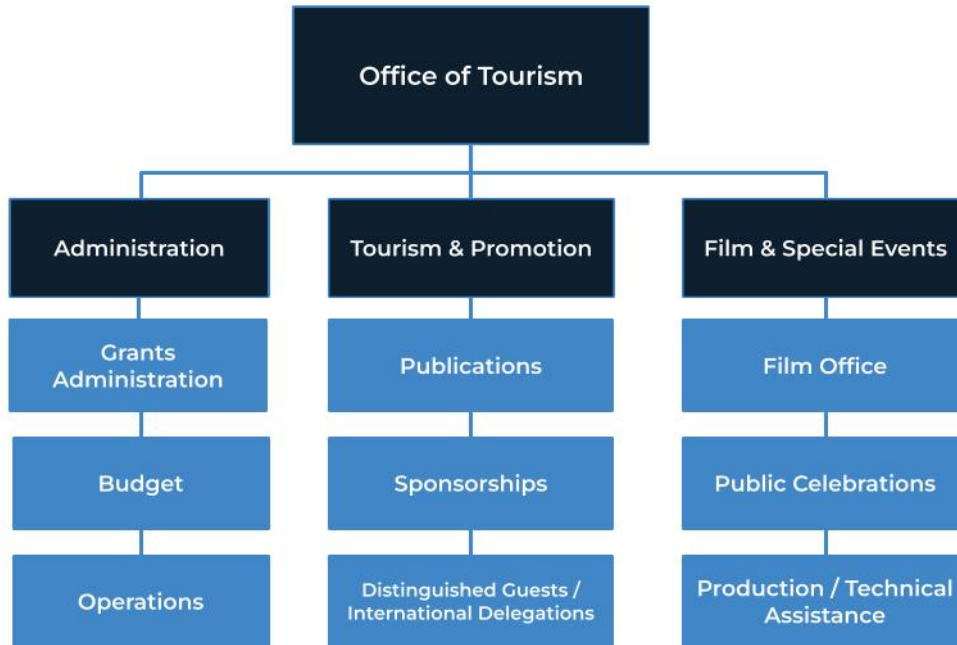 Office of Tourism
Administration
Tourism & Promotion
Film & Special Events
Grants
Administration
Publications
Film Office
Budget
Sponsorships
Public Celebrations
Operations
Distinguished Guests /
International Delegations
Production / Technical
Assistance